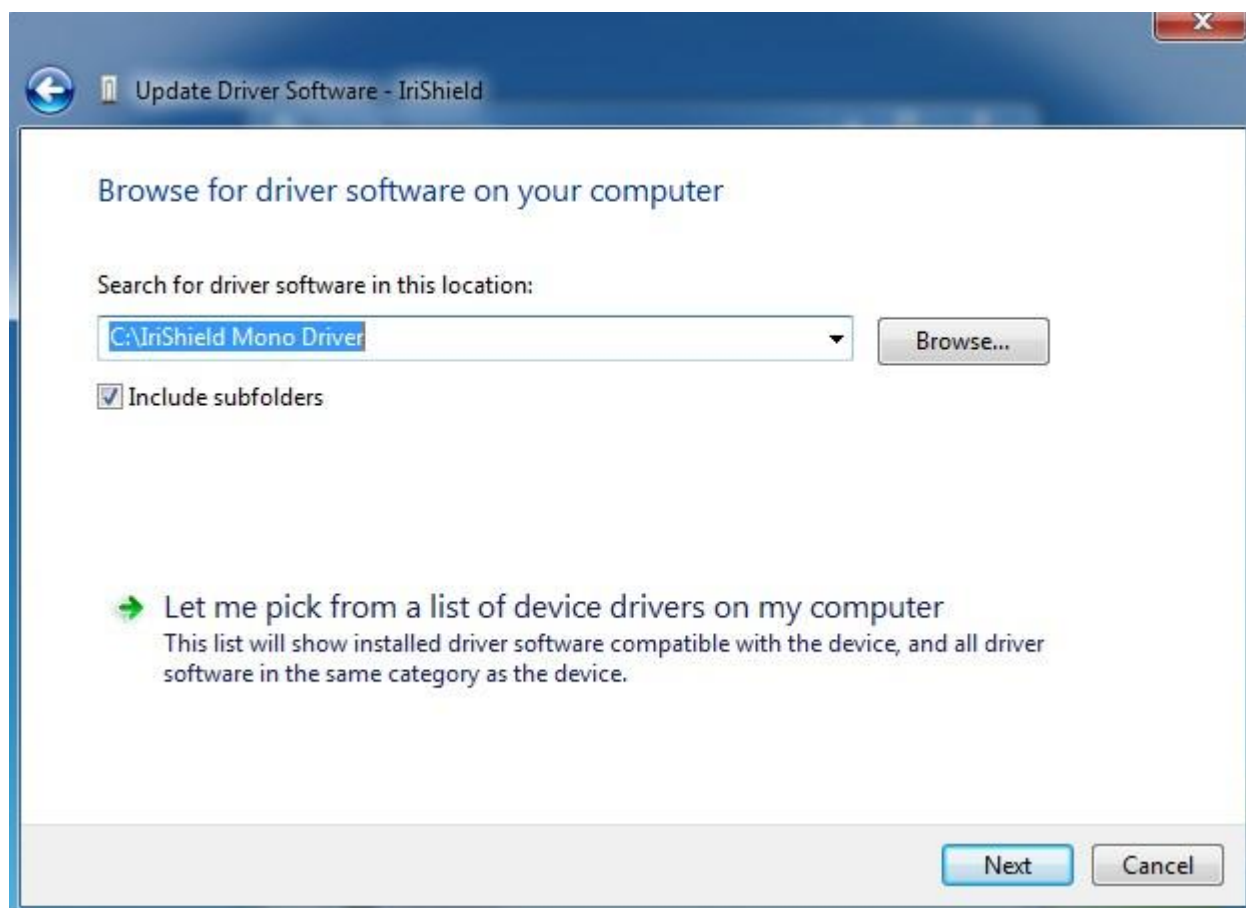 Update Driver Software - IriShield
Browse for driver software on your computer
Search for driver software in this location:
C:\IriShield Mono Driver
Browse...
Include subfolders
Let me pick from a list of device drivers on my computer
This list will show installed driver software compatible with the device, and all driver
software in the same category as the device.
Next
Cancel